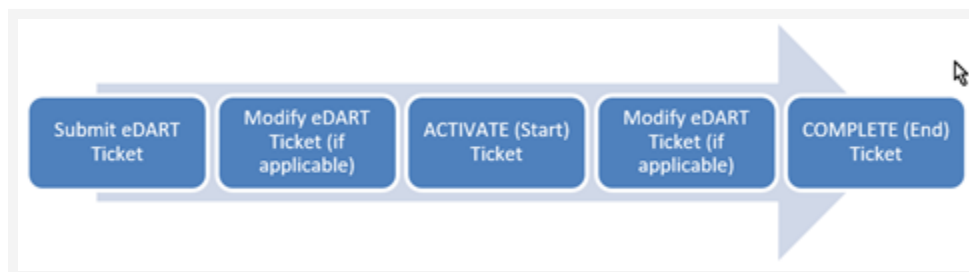 Submit eDART
Ticket
Modify eDART
Ticket (if
applicable)
ACTIVATE (Start)
Ticket
Modify eDART
Ticket (if
applicable)
COMPLETE (End)
Ticket